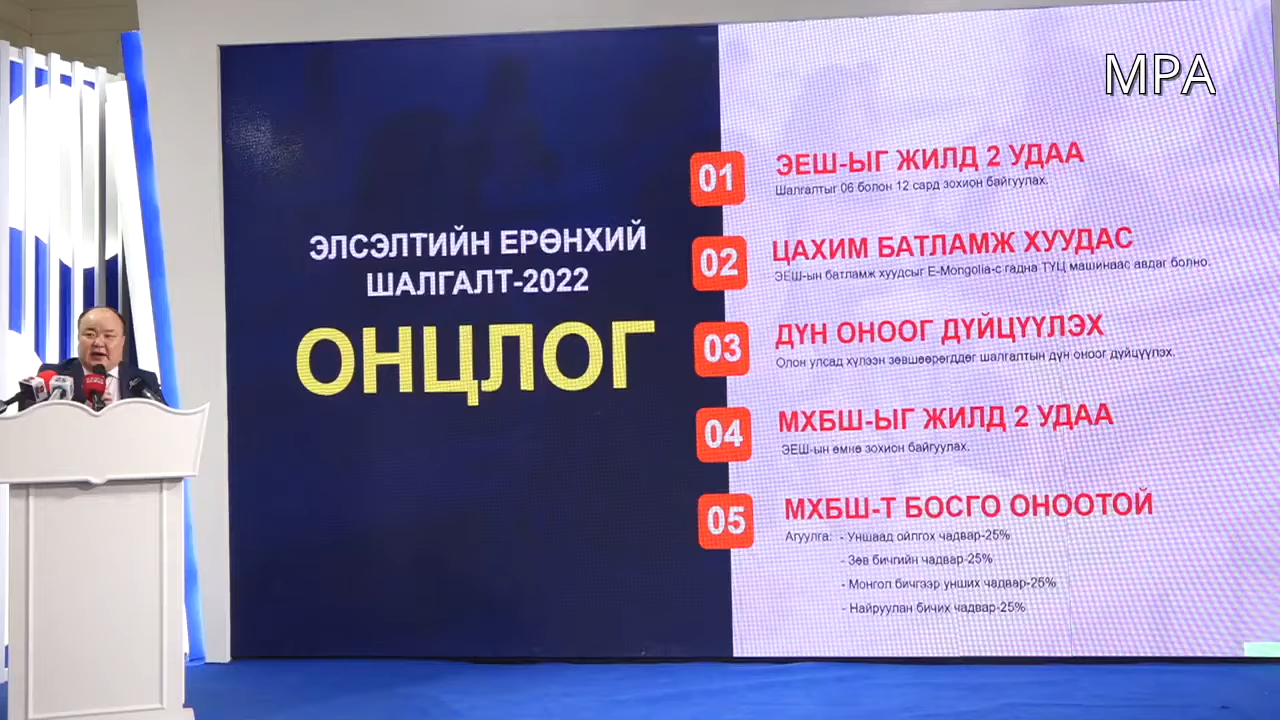 MPA
ЭЛСЭЛТИЙН ЕРӨНХИЙ
ШАЛГАЛТ-2022
ОНЦЛОГ
01
ЭЕШ-ЫГ ЖИЛД 2 УДАА
Шалгалтыг 06 болон 12 сард зохион байгуулах.
02
ЦАХИМ БАТЛАМЖ ХУУДАС
ЭЕШ-ын батламж хуудсыг E-Mongolia-с гадна ТҮЦ машинаас авдаг болно.
03
ДҮН ОНООГ ДҮЙЦҮҮЛЭХ
Олон улсад хүлээн зөвшөөрөгддөг шалгалтын дүн оноог дүйцүүлэх.
04
МХБШ-ЫГ ЖИЛД 2 УДАА
ЭЕШ-ын өмнө зохион байгуулах.
05
МХБШ-Т БОСГО ОНООТОЙ
Агуулга: - Уншаад ойлгох чадвар-25%
- Зөв бичгийн чадвар-25%
- Монгол бичгээр унших чадвар-25%
- Найруулан бичих чадвар-25%